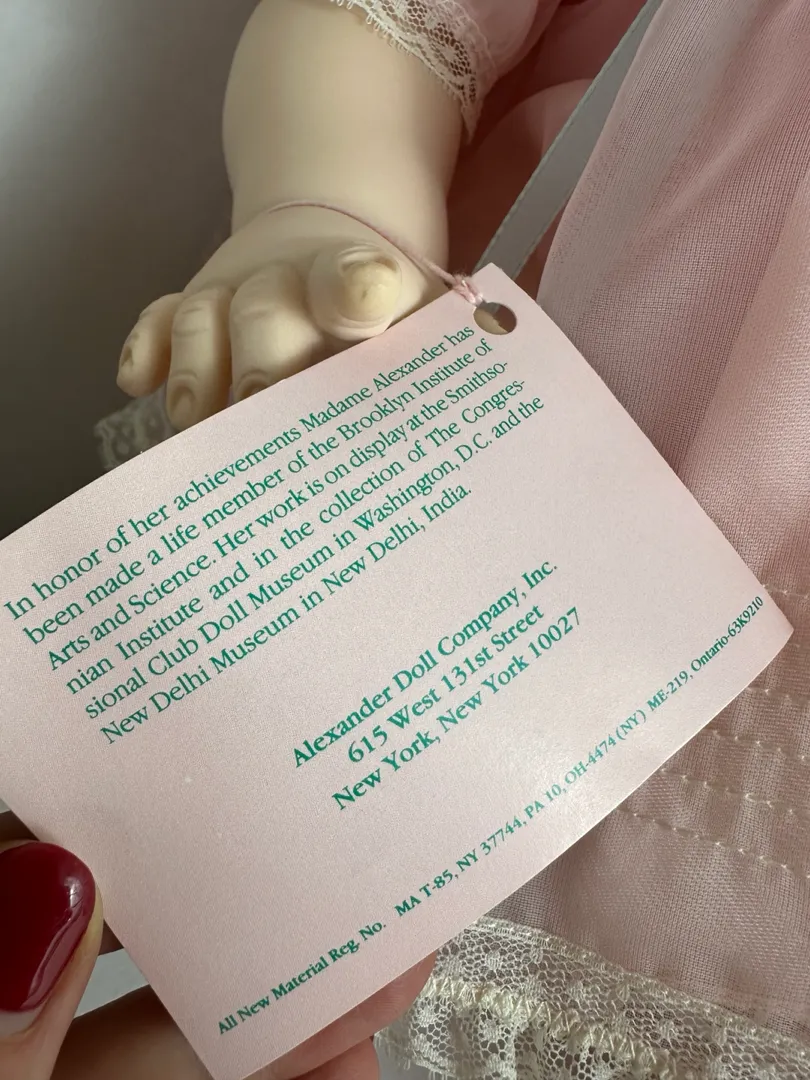 In honor of her achievements Madame Alexander has
been made a life member of the Brooklyn Institute of
Arts and Science. Her work is on display at the Smithso-
nian Institute and in the collection of The Congres-
sional Club Doll Museum in Washington, D.C. and the
New Delhi Museum in New Delhi, India.
Alexander Doll Company, Inc.
615 West 131st Street
New York, New York 10027
All New Material Reg. No. MA T-85, NY 37744, PA 10, OH-4474 (NY) ME-219, Ontario-63K9210